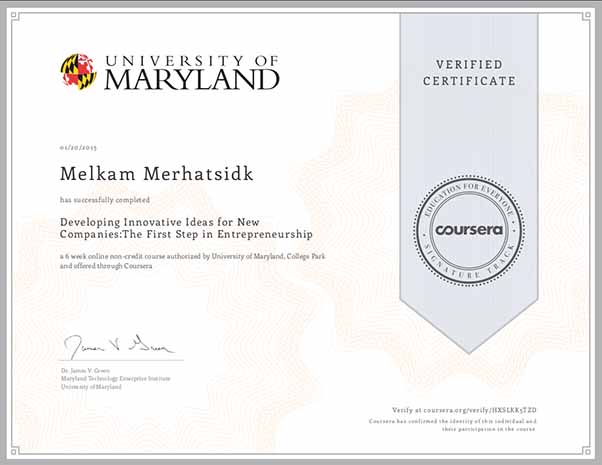 UNIVERSITY OF
MARYLAND
VERIFIED
CERTIFICATE
01/20/2015
Melkam Merhatsidk
has successfully completed
Developing Innovative Ideas for New
Companies:The First Step in Entrepreneurship
a 6 week online non-credit course authorized by University of Maryland, College Park
and offered through Coursera
EDUCATION FOR EVERYONE
coursera
SIGNATURE TRACK
James V. Green
Dr. James V. Green
Maryland Technology Enterprise Institute
University of Maryland
Verify at coursera.org/verify/HXSLKK5TZD
Coursera has confirmed the identity of this individual and
their participation in the course.